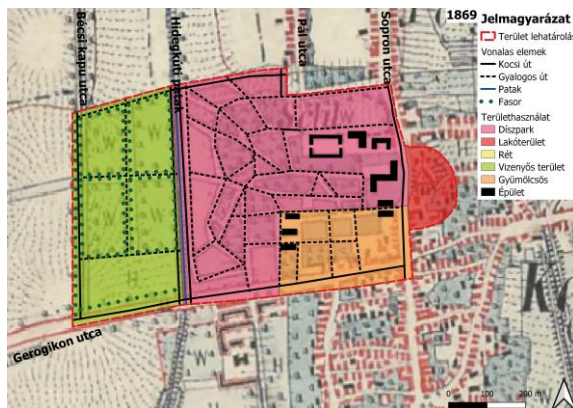 1869
Jelmagyarázat
Terület lehatárolás
Vonalas elemek
Kocsi út
Gyalogos út
Patak
Fasor
Területhasználat
Díszpark
Lakóterület
Rét
Vizenyős terület
Gyümölcsös
Épület
Bécsi kapu utca
Hidegkúti patak
Pál utca
Sopron utca
Gerogikon utca
W
W
W
W
H
W
W
H
0 100 200 m